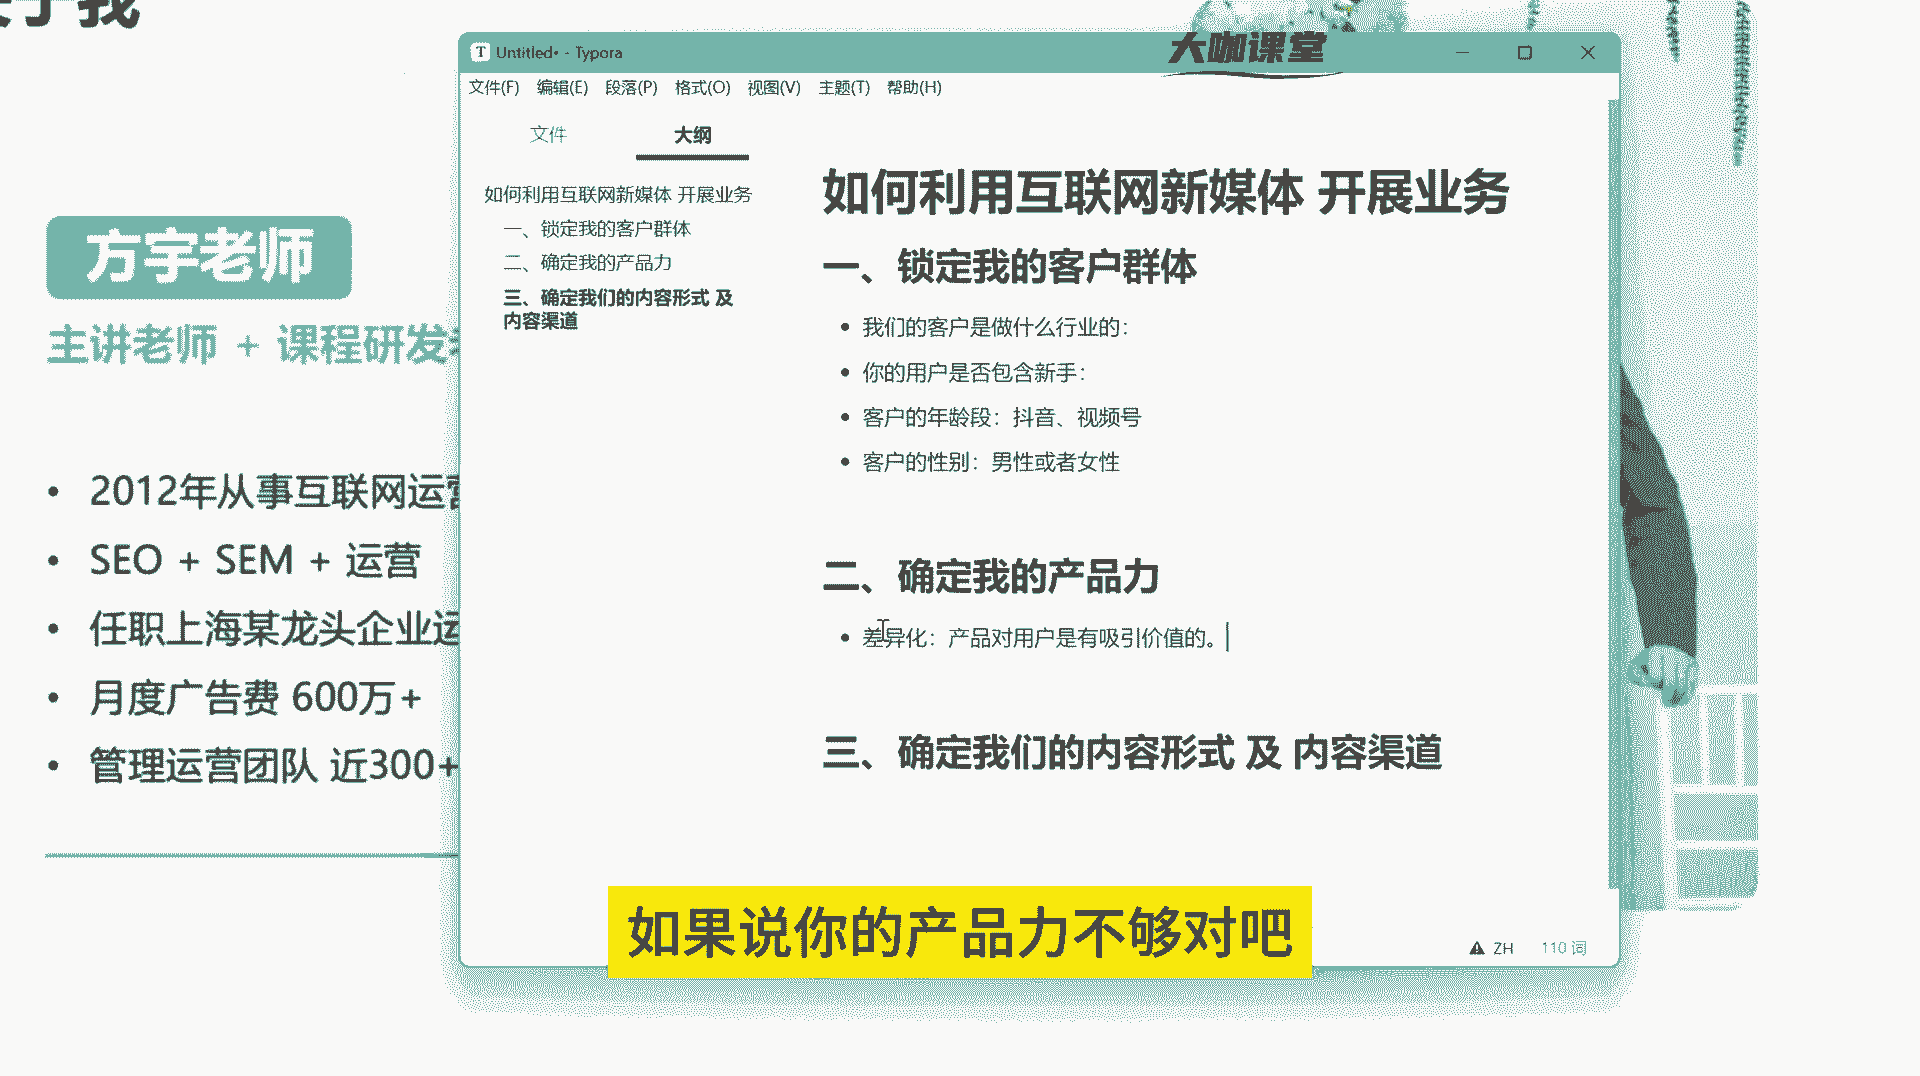 于我
方宇老师
主讲老师 + 课程研发
2012年从事互联网运营
SEO + SEM + 运营
任职上海某龙头企业运
月度广告费 600万+
管理运营团队 近300+
T Untitled• - Typora
大咖课堂
文件(F) 编辑(E) 段落(P) 格式(O) 视图(V) 主题(T) 帮助(H)
文件 大纲
如何利用互联网新媒体 开展业务
一、锁定我的客户群体
二、确定我的产品力
三、确定我们的内容形式 及
内容渠道
如何利用互联网新媒体 开展业务
一、锁定我的客户群体
我们的客户是做什么行业的：
你的用户是否包含新手：
客户的年龄段：抖音、视频号
客户的性别：男性或者女性
二、确定我的产品力
差异化：产品对用户是有吸引价值的。
三、确定我们的内容形式 及 内容渠道
如果说你的产品力不够对吧
ZH 110 词